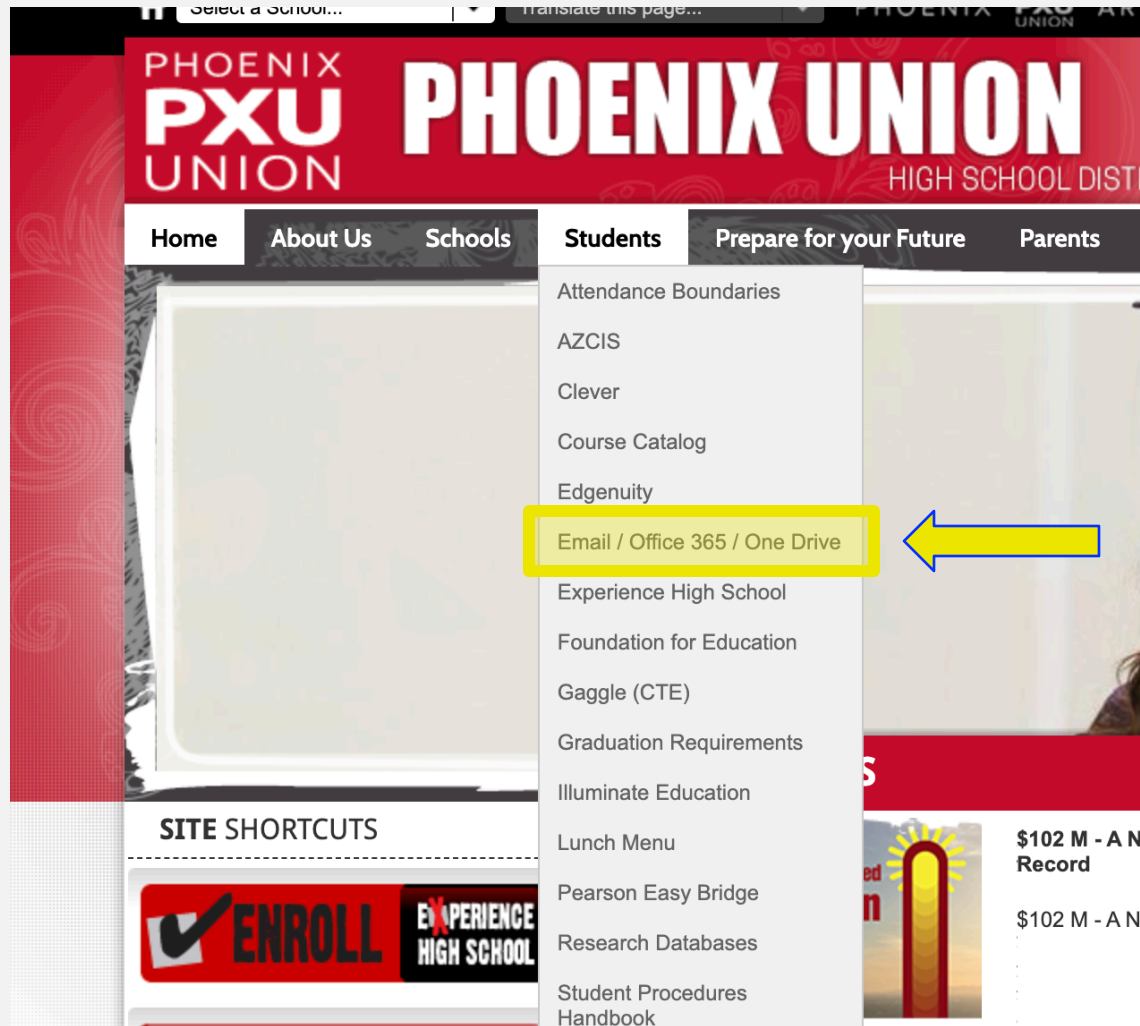 Select a School...
Translate this page...
PHOENIX PXU UNION
PHOENIX
PXU
UNION
PHOENIX UNION
HIGH SCHOOL
Home
About Us
Schools
Students
Prepare for your Future
Parents
Attendance Boundaries
AZCIS
Clever
Course Catalog
Edgenuity
Email / Office 365 / One Drive
Experience High School
Foundation for Education
Gaggle (CTE)
Graduation Requirements
Illuminate Education
Lunch Menu
Pearson Easy Bridge
Research Databases
Student Procedures
Handbook
SITE SHORTCUTS
ENROLL
EXPERIENCE
HIGH SCHOOL
$102 M - A
Record
$102 M - A